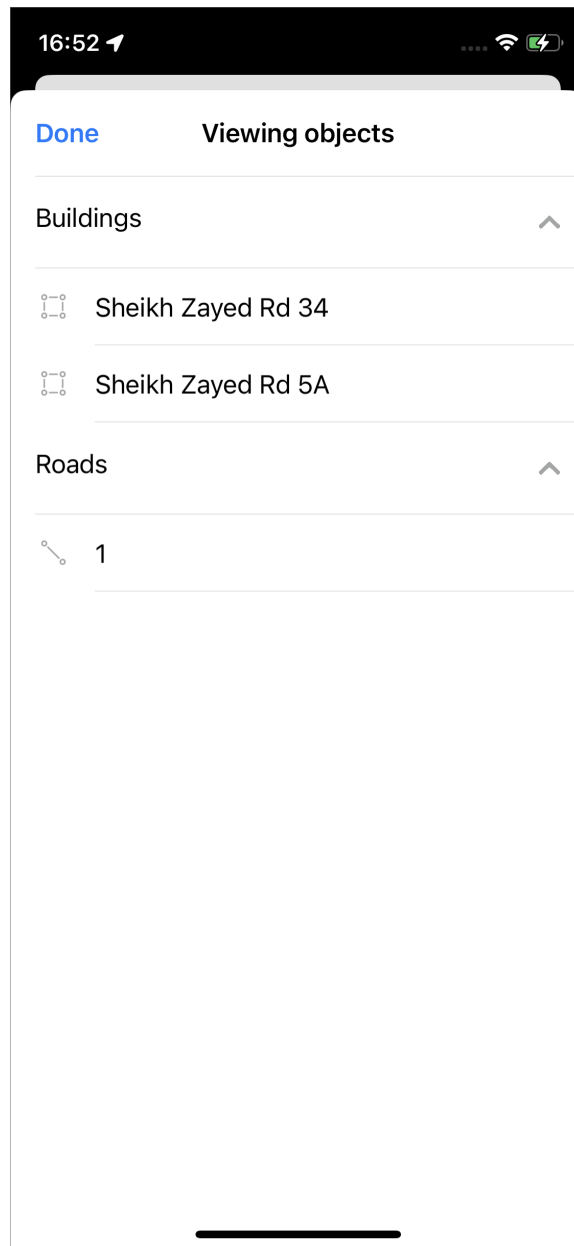 16:52
Done Viewing objects
Buildings
Sheikh Zayed Rd 34
Sheikh Zayed Rd 5A
Roads
1